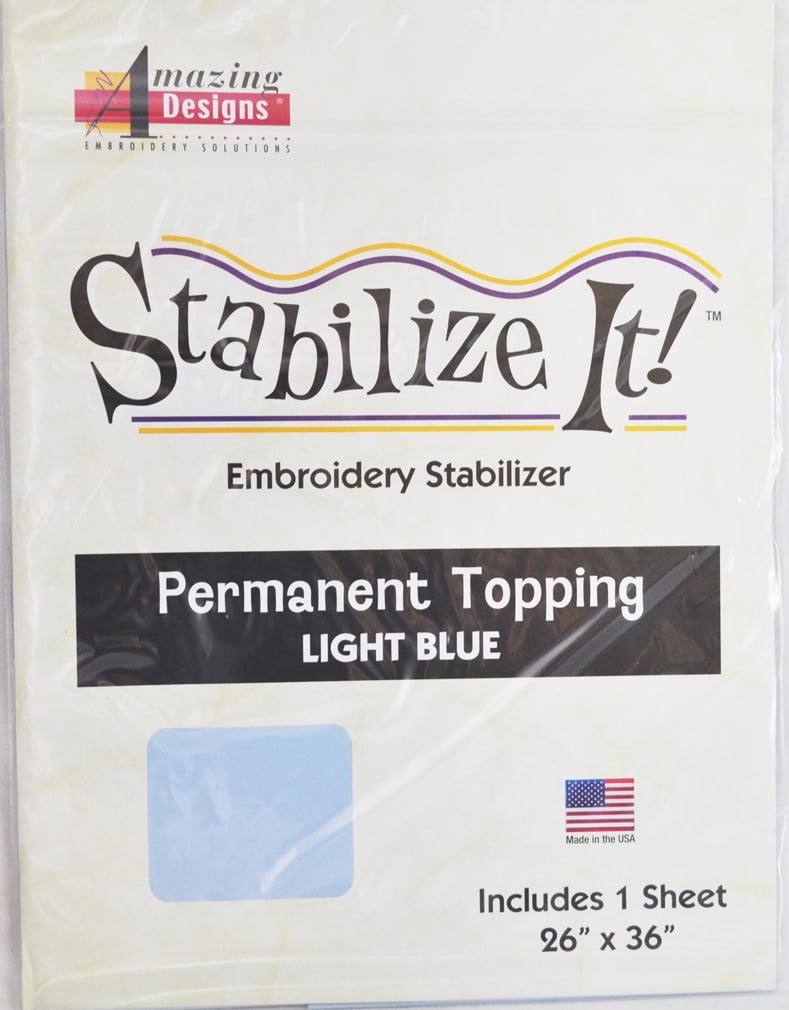 Amazing
Designs®
EMBROIDERY SOLUTIONS
Stabilize It!™
Embroidery Stabilizer
Permanent Topping
LIGHT BLUE
Made in the USA
Includes 1 Sheet
26” x 36”